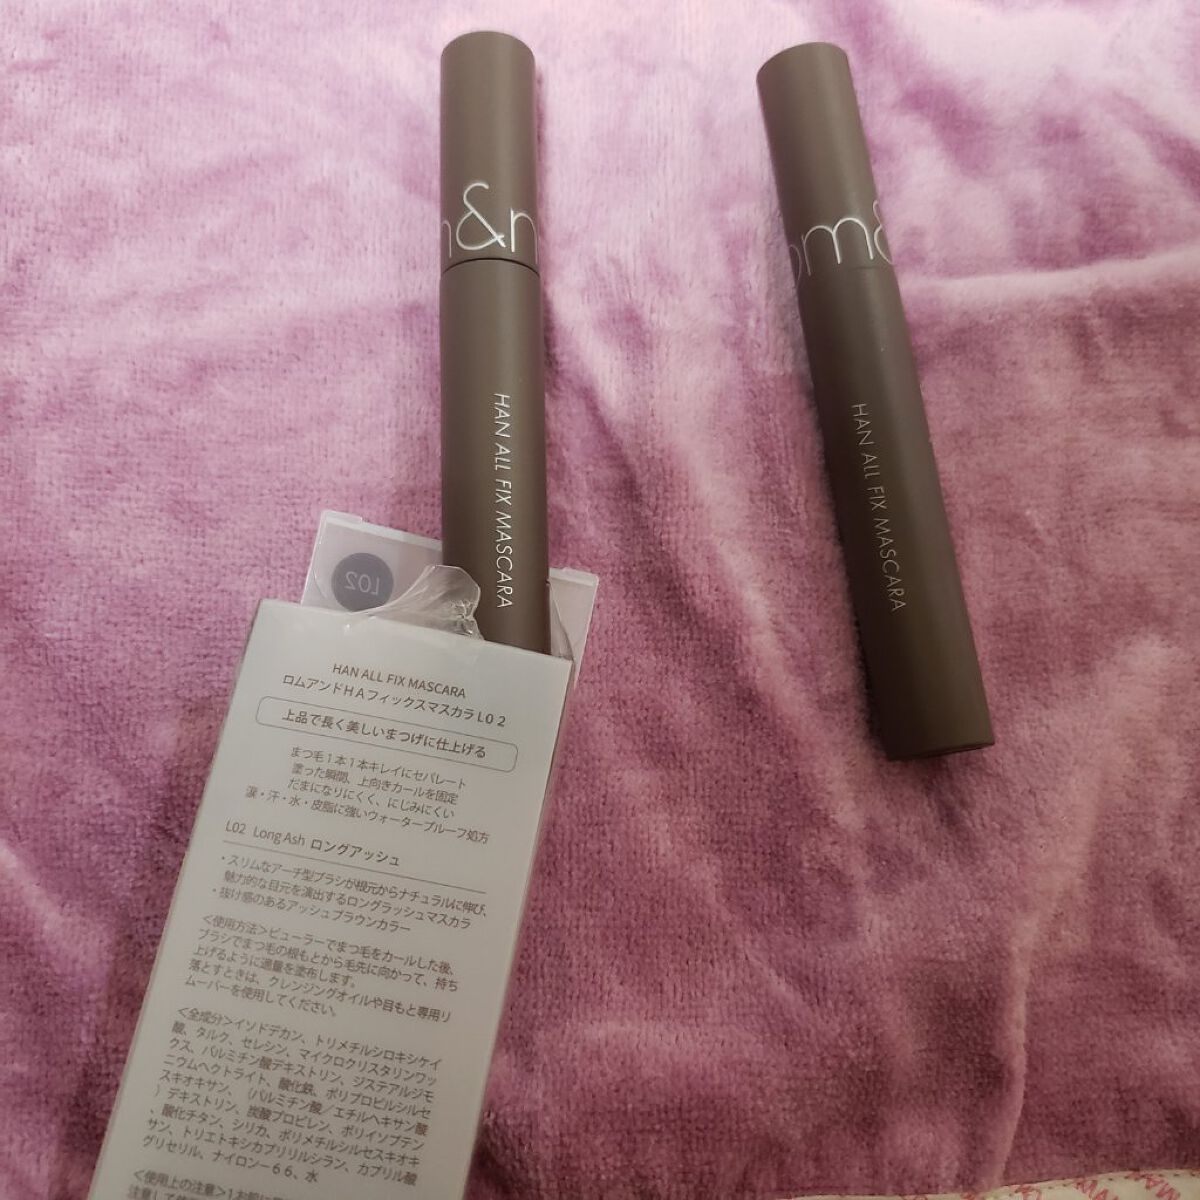 n&n
HAN ALL FIX MASCARA
om&
HAN ALL FIX MASCARA
L02
HAN ALL FIX MASCARA
ロムアンドHAフィックスマスカラL02
上品で長く美しいまつげに仕上げる
まつ毛1本1本キレイにセパレート
塗った瞬間、上向きカールを固定
だまになりにくく、にじみにくい
涙・汗・水・皮脂に強いウォータープルーフ処方
L02 Long Ash ロングアッシュ
・スリムなアーチ型ブラシが根元からナチュラルに伸び、
魅力的な目元を演出するロングラッシュマスカラ
・抜け感のあるアッシュブラウンカラー
<使用方法>ビューラーでまつ毛をカールした後、
ブラシでまつ毛の根もとから毛先に向かって、持ち
上げるように適量を塗布します。
落とすときは、クレンジングオイルや目もと専用リ
ムーバーを使用してください。
<全成分>イソドデカン、トリメチルシロキシケイ
酸、タルク、セレシン、マイクロクリスタリンワッ
クス、パルミチン酸デキストリン、ジステアルジモ
ニウムヘクトライト、酸化鉄、ポリプロピルシルセ
スキオキサン、(パルミチン酸/エチルヘキサン酸
)デキストリン、炭酸プロピレン、ポリイソブテン
、酸化チタン、シリカ、ポリメチルシルセスキオキ
サン、トリエトキシカプリリルシラン、カプリル酸
グリセリル、ナイロン-66、水
<使用上の注意>1お肌に
注意して使